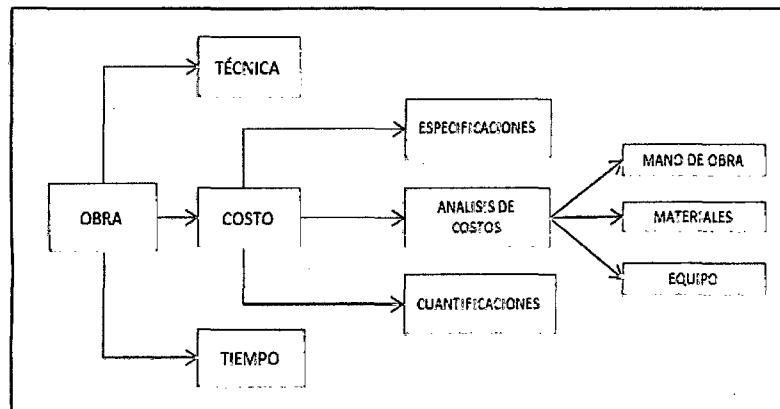 TÉCNICA
ESPECIFICACIONES
MANO DE OBRA
OBRA
COSTO
ANALISIS DE
COSTOS
MATERIALES
EQUIPO
CUANTIFICACIONES
TIEMPO